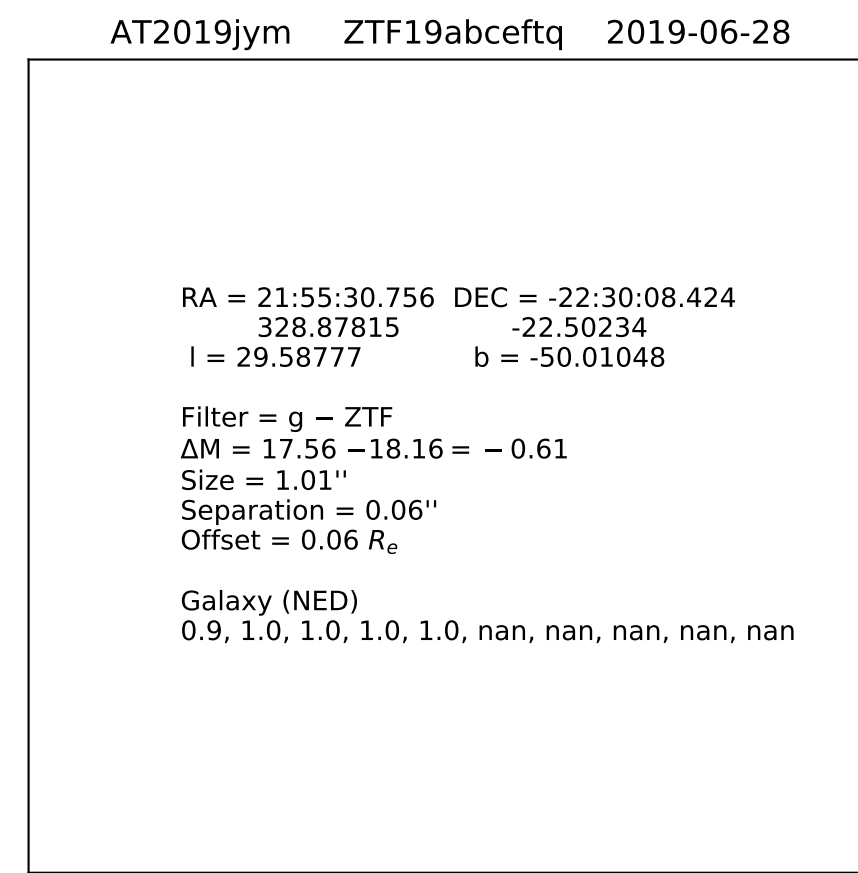 AT2019jym ZTF19abceftq 2019-06-28
RA = 21:55:30.756 DEC = -22:30:08.424
328.87815 -22.50234
l = 29.58777 b = -50.01048
Filter = g − ZTF
ΔM = 17.56 −18.16 = − 0.61
Size = 1.01''
Separation = 0.06''
Offset = 0.06 Re
Galaxy (NED)
0.9, 1.0, 1.0, 1.0, 1.0, nan, nan, nan, nan, nan